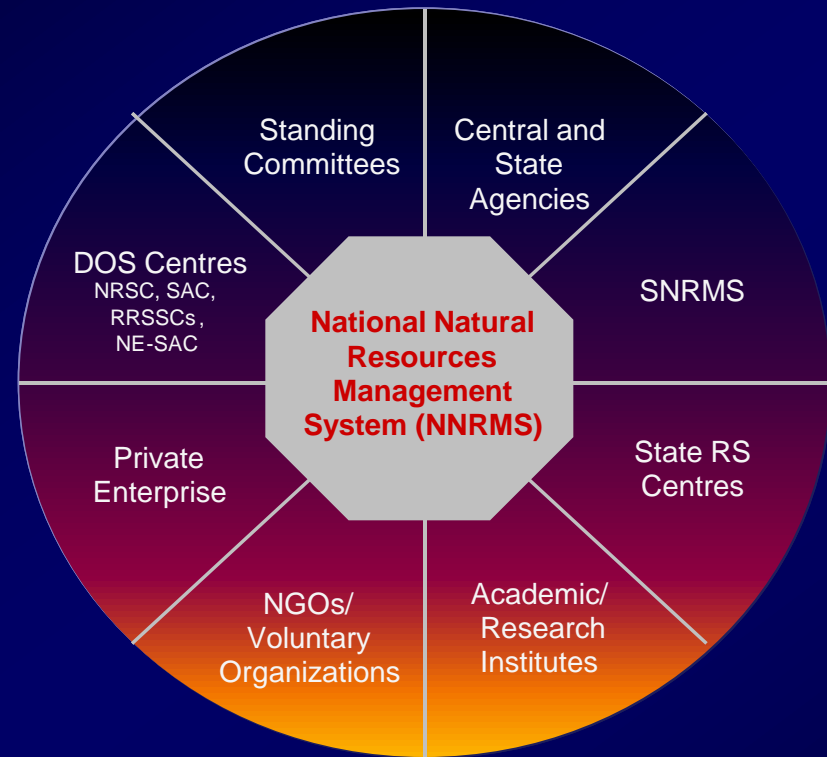 Standing
Committees
Central and
State
Agencies
DOS Centres
NRSC, SAC,
RRSSCs,
NE-SAC
SNRMS
National Natural
Resources
Management
System (NNRMS)
Private
Enterprise
State RS
Centres
NGOs/
Voluntary
Organizations
Academic/
Research
Institutes